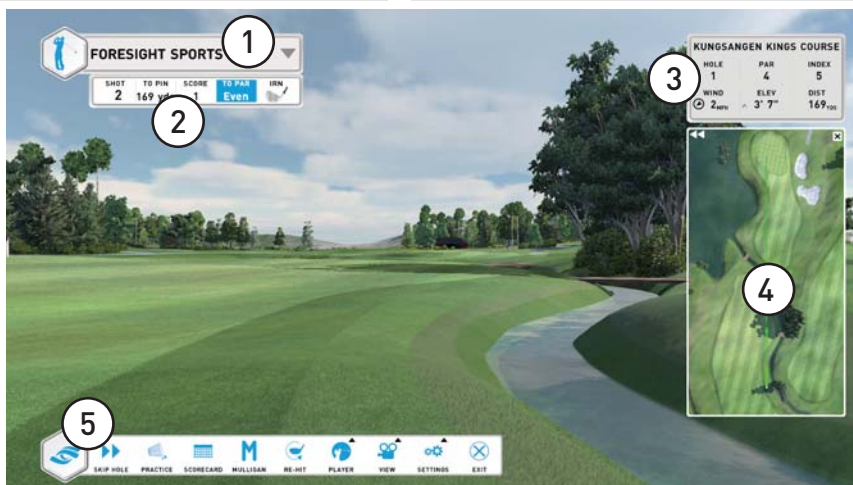 FORESIGHT SPORTS
1
SHOT TO PIN SCORE TO PAR IRN
2 169 yds 1 Even
2
KUNGSANGEN KINGS COURSE
3
HOLE PAR INDEX
1 4 5
WIND ELEV DIST
2 MPH 3' 7" 169 YDS
4
5
SKIP HOLE PRACTICE SCORECARD MULLIGAN RE-HIT PLAYER VIEW SETTINGS EXIT
M